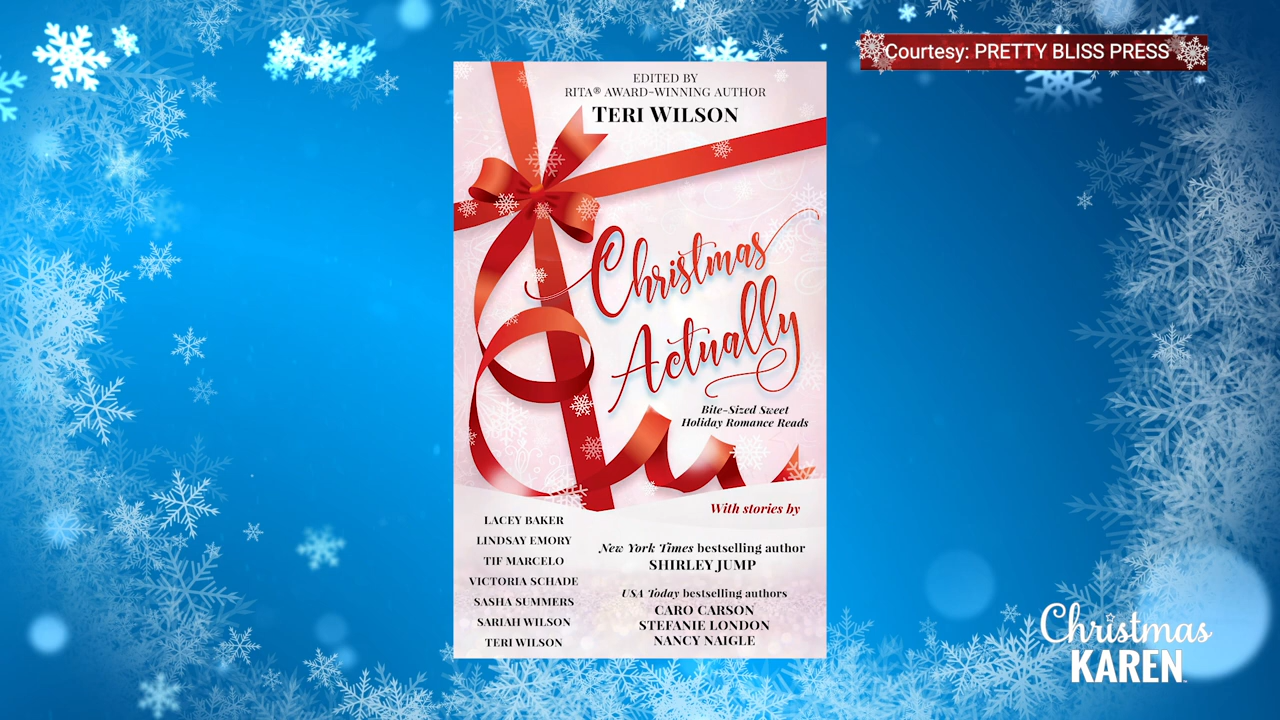 Courtesy: PRETTY BLISS PRESS
EDITED BY
RITA® AWARD-WINNING AUTHOR
TERI WILSON
Christmas
Actually
Bite-Sized Sweet
Holiday Romance Reads
With stories by
LACEY BAKER
LINDSAY EMORY
TIF MARCELO
VICTORIA SCHADE
SASHA SUMMERS
SARIAH WILSON
TERI WILSON
New York Times bestselling author
SHIRLEY JUMP
USA Today bestselling authors
CARO CARSON
STEFANIE LONDON
NANCY NAIGLE
Christmas
KAREN